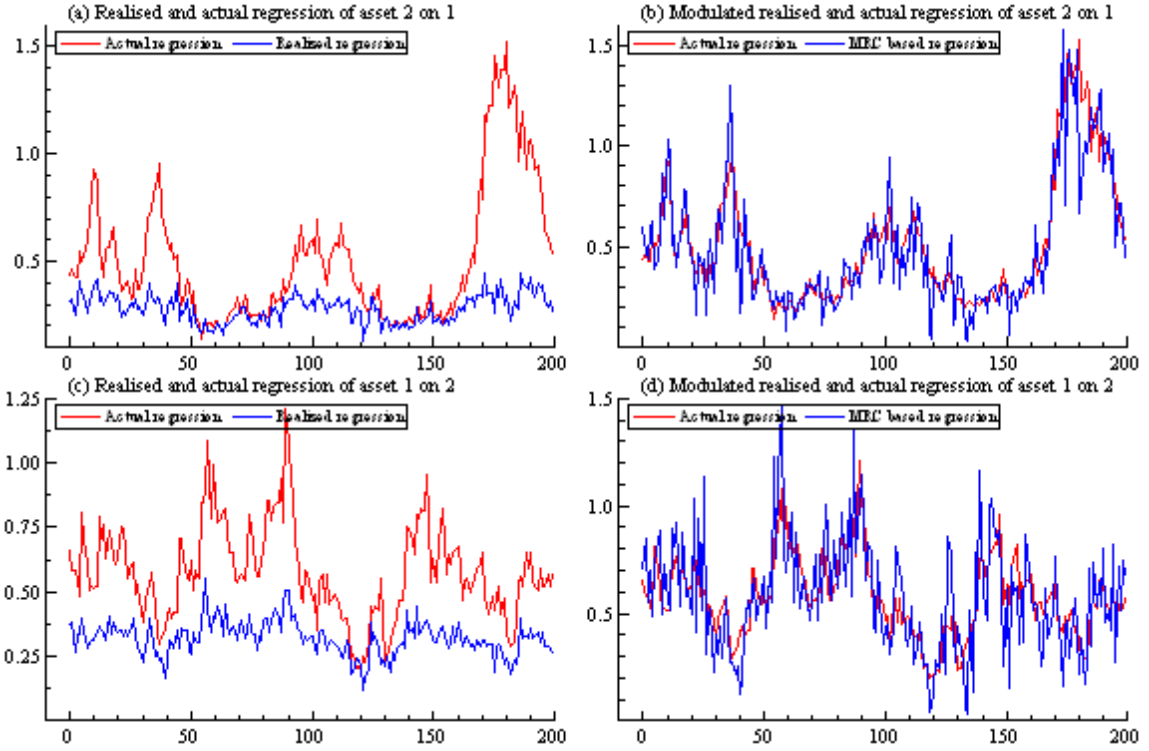 (a) Realised and actual regression of asset 2 on 1
Actual regression Realised regression
1.5
1.0
0.5
0 50 100 150 200
(b) Modulated realised and actual regression of asset 2 on 1
Actual regression MRC based regression
1.5
1.0
0.5
0 50 100 150 200
(c) Realised and actual regression of asset 1 on 2
1.25
Actual regression Realised regression
1.00
0.75
0.50
0.25
0 50 100 150 200
(d) Modulated realised and actual regression of asset 1 on 2
1.5
Actual regression MRC based regression
1.0
0.5
0 50 100 150 200